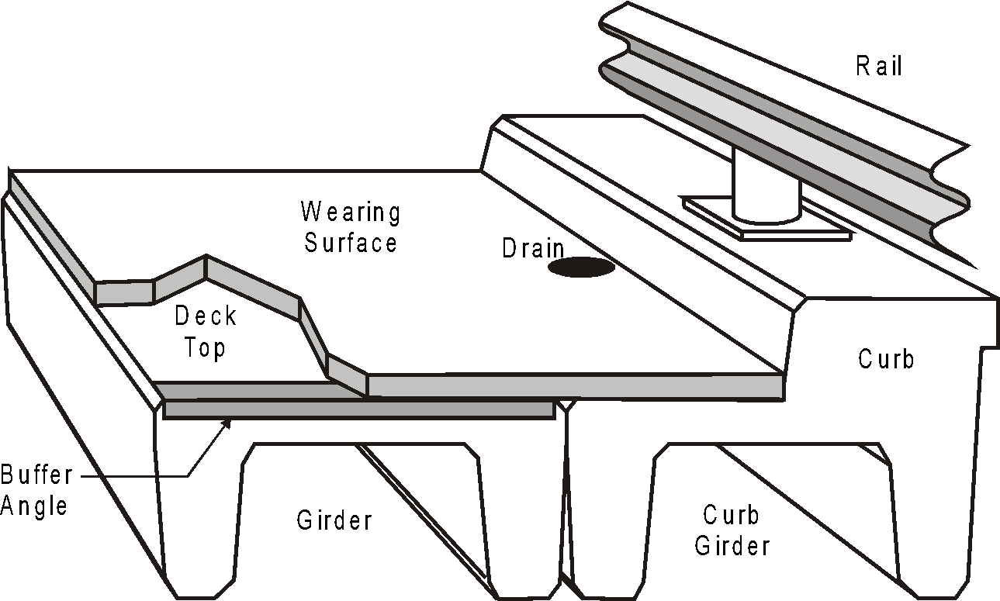 Rail
Wearing
Surface
Drain
Deck
Top
Curb
Buffer
Angle
Girder
Curb
Girder